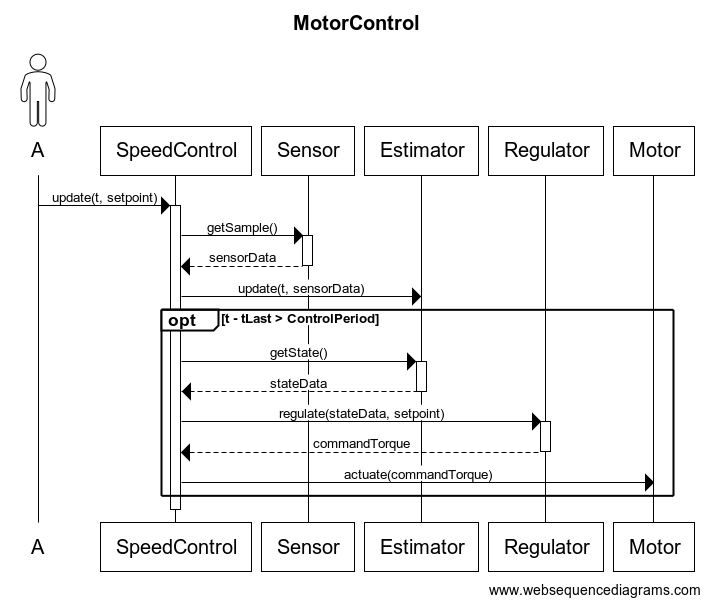 MotorControl
A
SpeedControl
Sensor
Estimator
Regulator
Motor
update(t, setpoint)
getSample()
sensorData
update(t, sensorData)
opt
[t - tLast > ControlPeriod]
getState()
stateData
regulate(stateData, setpoint)
commandTorque
actuate(commandTorque)
A
SpeedControl
Sensor
Estimator
Regulator
Motor
www.websequencediagrams.com